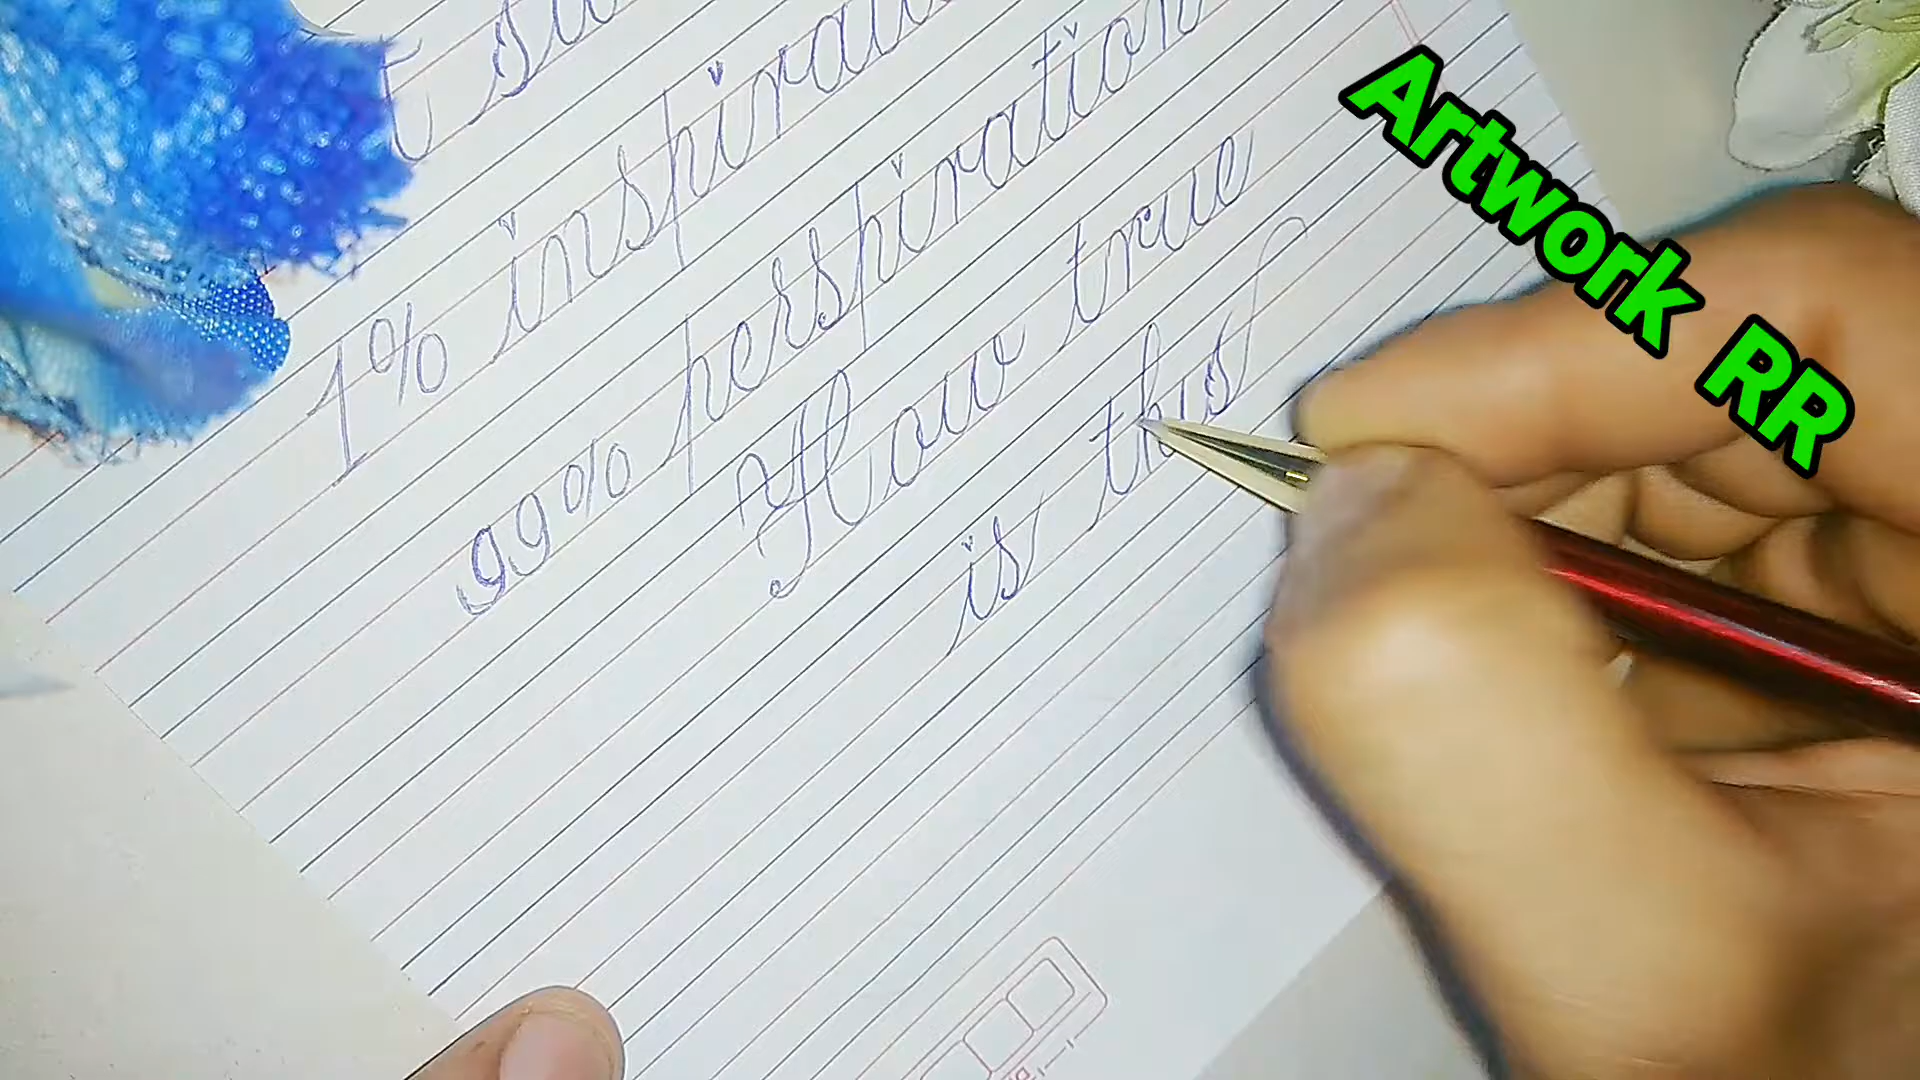 1% inspiration
99% perspiration
How true
is this
Artwork RR